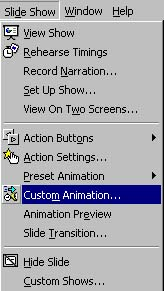 Slide Show Window Help
View Show
Rehearse Timings
Record Narration...
Set Up Show...
View On Two Screens...
Action Buttons
Action Settings...
Preset Animation
Custom Animation...
Animation Preview
Slide Transition...
Hide Slide
Custom Shows...